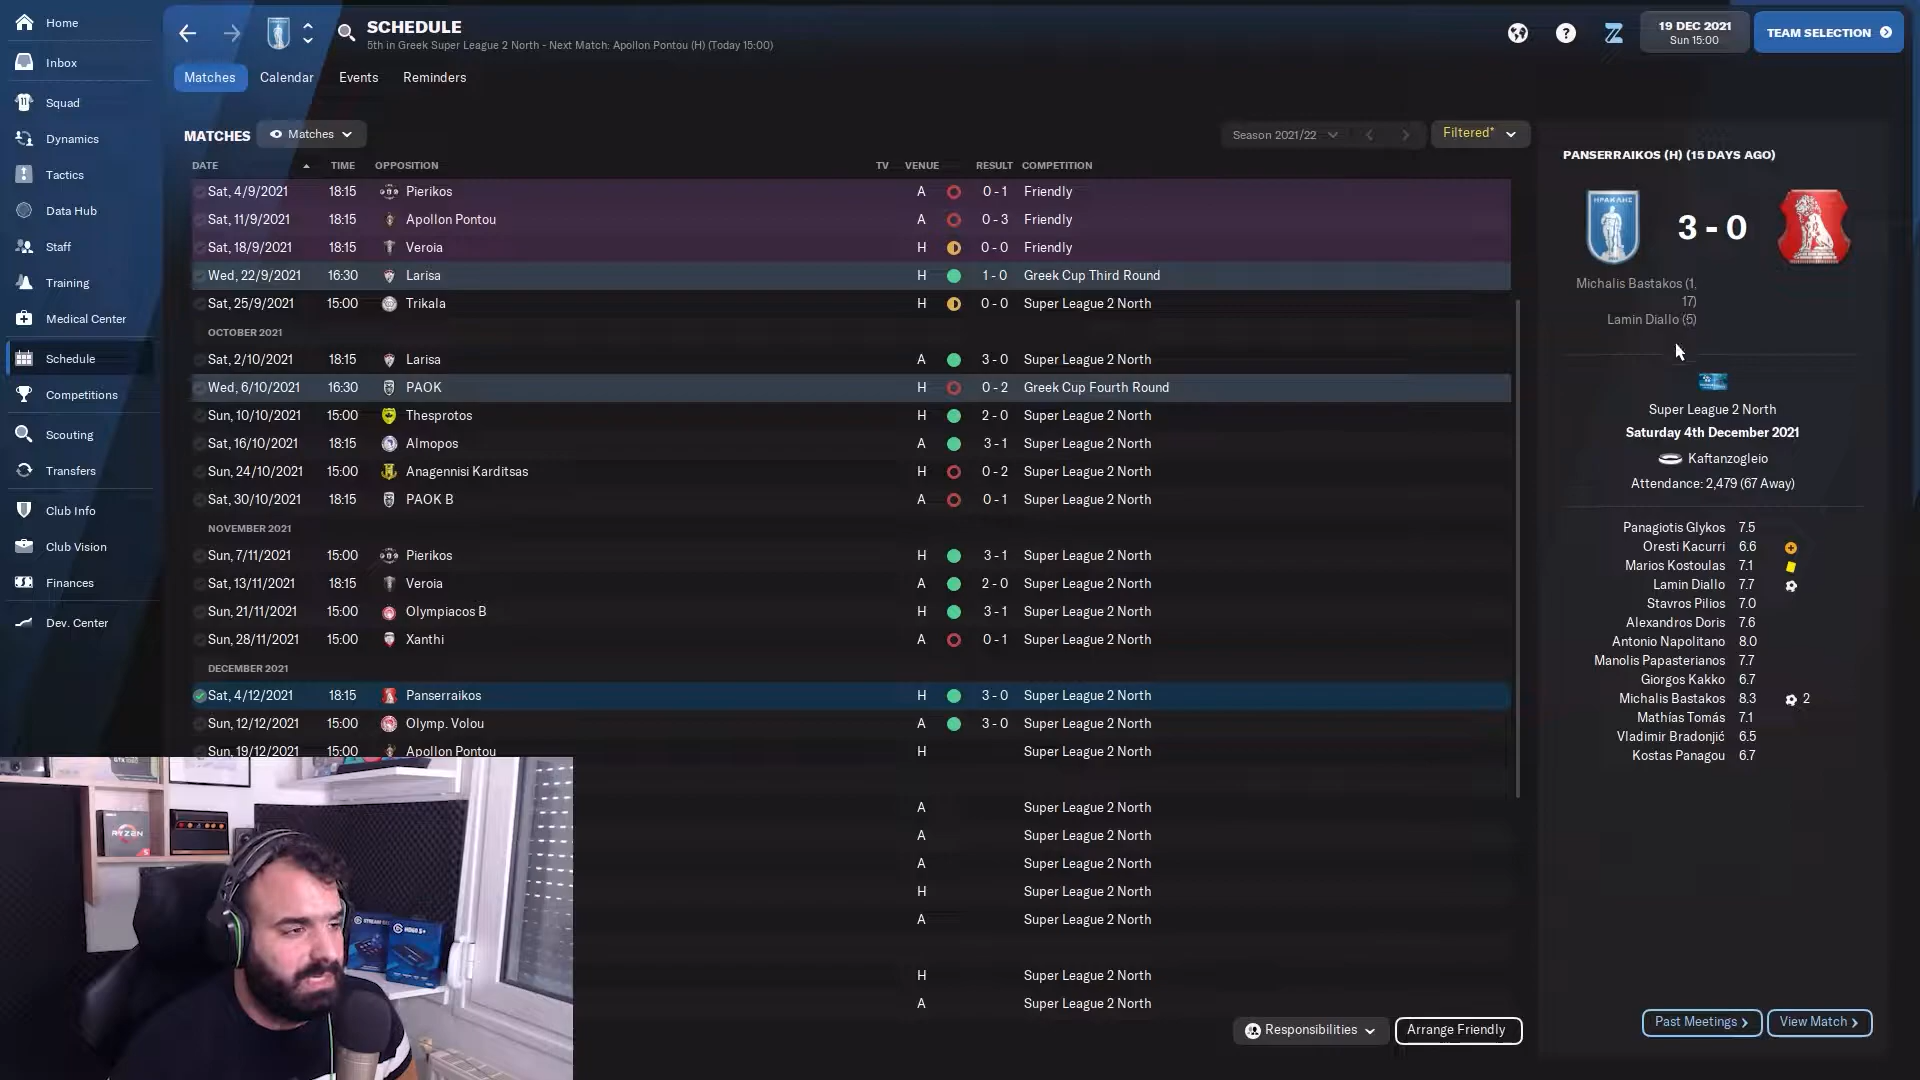 Home
Inbox
Squad
Dynamics
Tactics
Data Hub
Staff
Training
Medical Center
Schedule
Competitions
Scouting
Transfers
Club Info
Club Vision
Finances
Dev. Center
SCHEDULE
5th in Greek Super League 2 North - Next Match: Apollon Pontou (H) (Today 15:00)
19 DEC 2021
Sun 15:00
TEAM SELECTION
Matches Calendar Events Reminders
MATCHES Matches Season 2021/22 Filtered*
DATE TIME OPPOSITION TV VENUE RESULT COMPETITION
Sat, 4/9/2021 18:15 Pierikos A 0 - 1 Friendly
Sat, 11/9/2021 18:15 Apollon Pontou A 0 - 3 Friendly
Sat, 18/9/2021 18:15 Veroia H 0 - 0 Friendly
Wed, 22/9/2021 16:30 Larisa H 1 - 0 Greek Cup Third Round
Sat, 25/9/2021 15:00 Trikala H 0 - 0 Super League 2 North
OCTOBER 2021
Sat, 2/10/2021 18:15 Larisa A 3 - 0 Super League 2 North
Wed, 6/10/2021 16:30 PAOK H 0 - 2 Greek Cup Fourth Round
Sun, 10/10/2021 15:00 Thesprotos H 2 - 0 Super League 2 North
Sat, 16/10/2021 18:15 Almopos A 3 - 1 Super League 2 North
Sun, 24/10/2021 15:00 Anagennisi Karditsas H 0 - 2 Super League 2 North
Sat, 30/10/2021 18:15 PAOK B A 0 - 1 Super League 2 North
NOVEMBER 2021
Sun, 7/11/2021 15:00 Pierikos H 3 - 1 Super League 2 North
Sat, 13/11/2021 18:15 Veroia A 2 - 0 Super League 2 North
Sun, 21/11/2021 15:00 Olympiacos B H 3 - 1 Super League 2 North
Sun, 28/11/2021 15:00 Xanthi A 0 - 1 Super League 2 North
DECEMBER 2021
Sat, 4/12/2021 18:15 Panserraikos H 3 - 0 Super League 2 North
Sun, 12/12/2021 15:00 Olymp. Volou A 3 - 0 Super League 2 North
Sun, 19/12/2021 15:00 Apollon Pontou H Super League 2 North
A Super League 2 North
A Super League 2 North
A Super League 2 North
H Super League 2 North
A Super League 2 North
H Super League 2 North
A Super League 2 North
Responsibilities Arrange Friendly
PANSERRAIKOS (H) (15 DAYS AGO)
ΗΡΑΚΛΗΣ
3 - 0
Michalis Bastakos (1,
17)
Lamin Diallo (5)
Super League 2 North
Saturday 4th December 2021
Kaftanzogleio
Attendance: 2,479 (67 Away)
Panagiotis Glykos 7.5
Oresti Kacurri 6.6
Marios Kostoulas 7.1
Lamin Diallo 7.7
Stavros Pilios 7.0
Alexandros Doris 7.6
Antonio Napolitano 8.0
Manolis Papasterianos 7.7
Giorgos Kakko 6.7
Michalis Bastakos 8.3 2
Mathías Tomás 7.1
Vladimir Bradonjić 6.5
Kostas Panagou 6.7
Past Meetings View Match
RYZEN